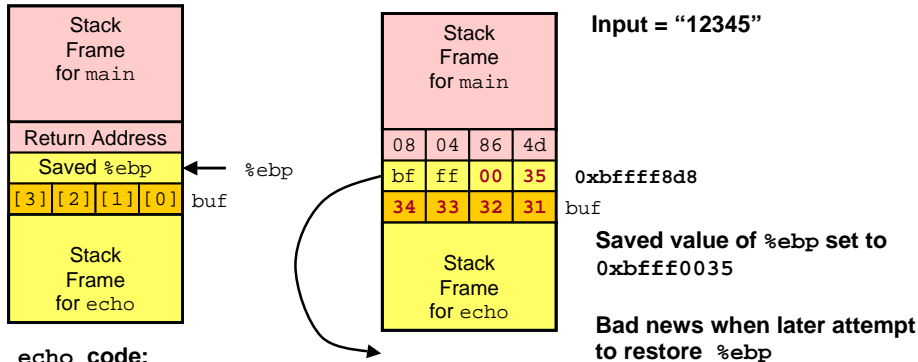 Stack
Frame
for main
Return Address
Saved %ebp
%ebp
[3] [2] [1] [0] buf
Stack
Frame
for echo
echo code:
Stack
Frame
for main
08 04 86 4d
bf ff 00 35 0xbffff8d8
34 33 32 31 buf
Stack
Frame
for echo
Input = “12345”
Saved value of %ebp set to
0xbfff0035
Bad news when later attempt
to restore %ebp